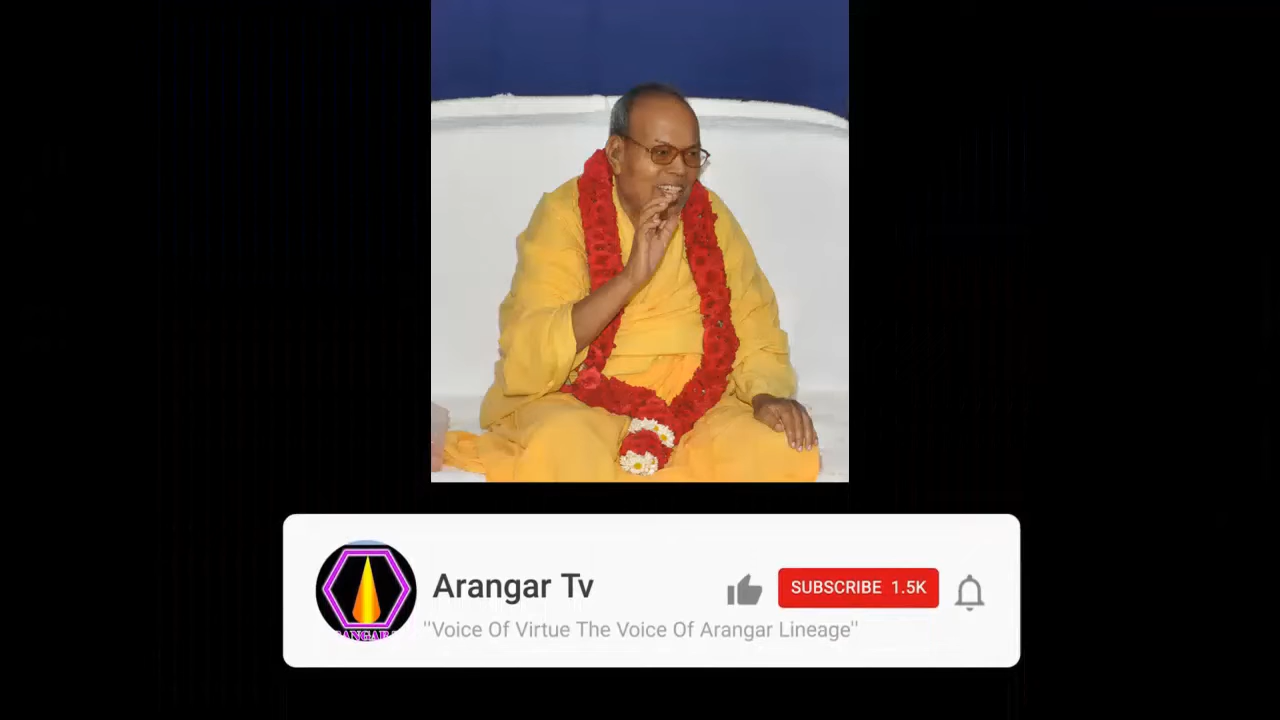 Arangar Tv
SUBSCRIBE 1.5K
"Voice Of Virtue The Voice Of Arangar Lineage"